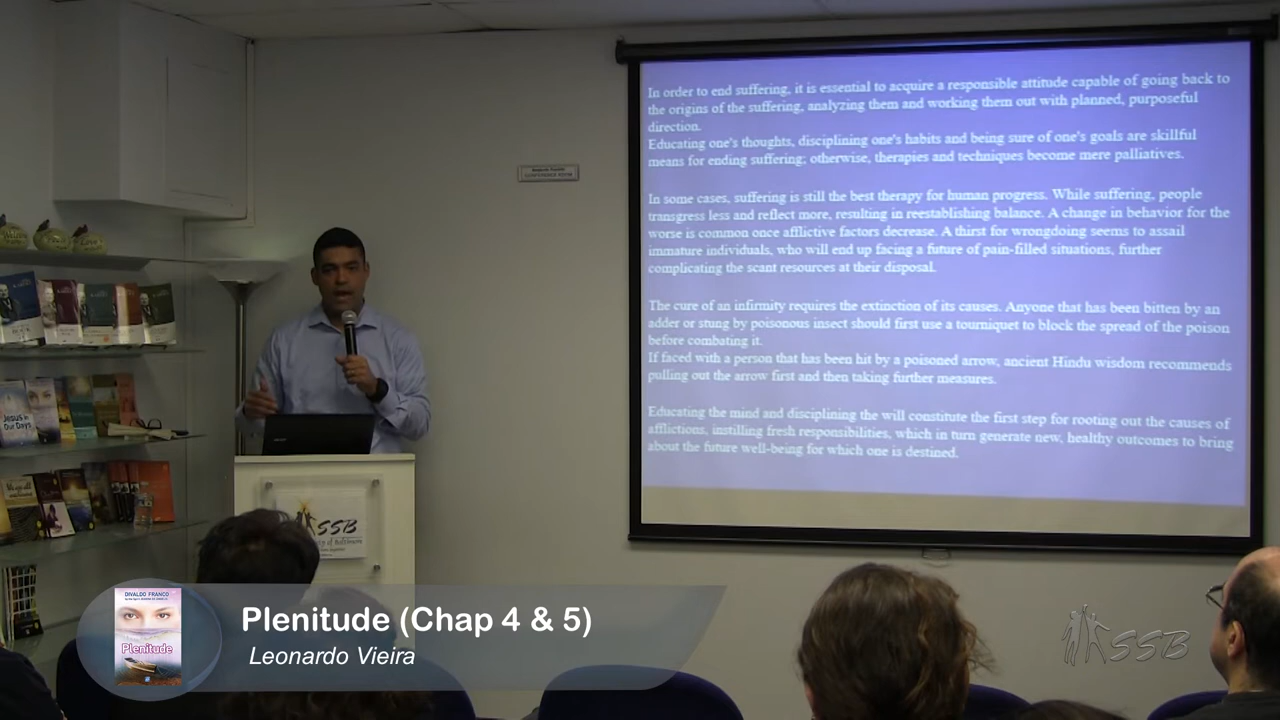 In order to end suffering, it is essential to acquire a responsible attitude capable of going back to
the origins of the suffering, analyzing them and working them out with planned, purposeful
direction.
Educating one's thoughts, disciplining one's habits and being sure of one's goals are skillful
means for ending suffering; otherwise, therapies and techniques become mere palliatives.
In some cases, suffering is still the best therapy for human progress. While suffering, people
transgress less and reflect more, resulting in reestablishing balance. A change in behavior for the
worse is common once afflictive factors decrease. A thirst for wrongdoing seems to assail
immature individuals, who will end up facing a future of pain-filled situations, further
complicating the scant resources at their disposal.
The cure of an infirmity requires the extinction of its causes. Anyone that has been bitten by an
adder or stung by poisonous insect should first use a tourniquet to block the spread of the poison
before combating it.
If faced with a person that has been hit by a poisoned arrow, ancient Hindu wisdom recommends
pulling out the arrow first and then taking further measures.
Educating the mind and disciplining the will constitute the first step for rooting out the causes of
afflictions, instilling fresh responsibilities, which in turn generate new, healthy outcomes to bring
about the future well-being for which one is destined.
CONFERENCE ROOM
Love
Jesus in
Our Days
SSB
of Baltimore
DIVALDO FRANCO
Plenitude
Plenitude (Chap 4 & 5)
Leonardo Vieira
SSB